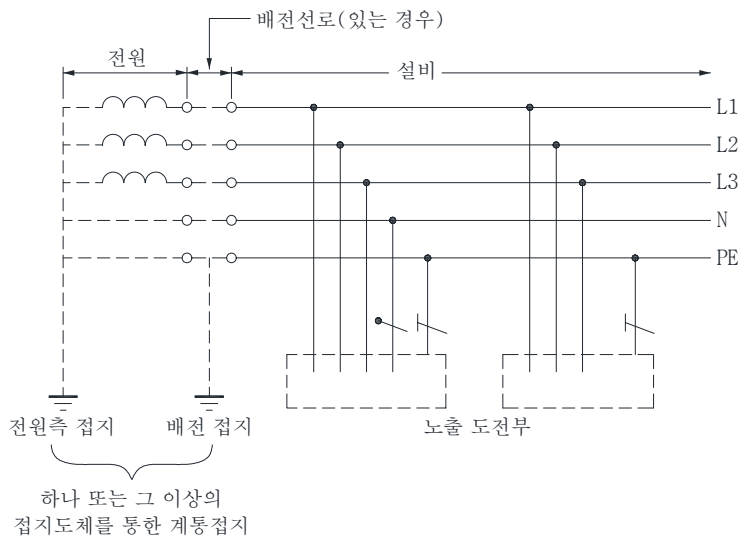 배전선로(있는 경우)
전원
설비
L1
L2
L3
N
PE
전원측 접지
배전 접지
노출 도전부
하나 또는 그 이상의
접지도체를 통한 계통접지